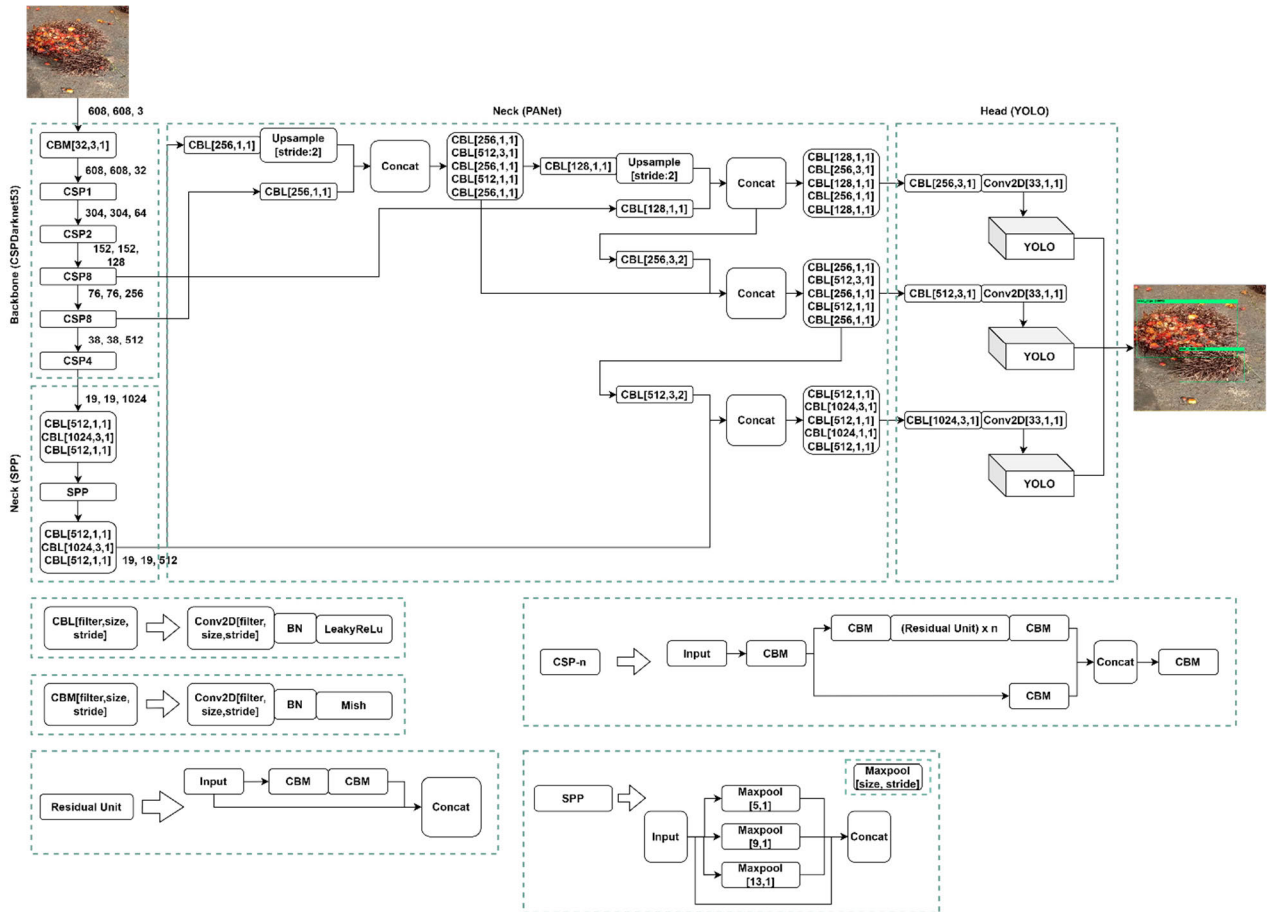 608, 608, 3
Backbone (CSPDarknet53)
CBM[32,3,1]
608, 608, 32
CSP1
304, 304, 64
CSP2
152, 152,
128
CSP8
76, 76, 256
CSP8
38, 38, 512
CSP4
Neck (SPP)
19, 19, 1024
CBL[512,1,1]
CBL[1024,3,1]
CBL[512,1,1]
SPP
CBL[512,1,1]
CBL[1024,3,1]
CBL[512,1,1]
19, 19, 512
Neck (PANet)
CBL[256,1,1]
Upsample
[stride:2]
CBL[256,1,1]
Concat
CBL[256,1,1]
CBL[512,3,1]
CBL[256,1,1]
CBL[512,1,1]
CBL[256,1,1]
CBL[128,1,1]
Upsample
[stride:2]
CBL[128,1,1]
Concat
CBL[128,1,1]
CBL[256,3,1]
CBL[128,1,1]
CBL[256,1,1]
CBL[128,1,1]
CBL[256,3,2]
Concat
CBL[256,1,1]
CBL[512,3,1]
CBL[256,1,1]
CBL[512,1,1]
CBL[256,1,1]
CBL[512,3,2]
Concat
CBL[512,1,1]
CBL[1024,3,1]
CBL[512,1,1]
CBL[1024,1,1]
CBL[512,1,1]
Head (YOLO)
CBL[256,3,1]
Conv2D[33,1,1]
YOLO
CBL[512,3,1]
Conv2D[33,1,1]
YOLO
CBL[1024,3,1]
Conv2D[33,1,1]
YOLO
CBL[filter,size,
stride]
Conv2D[filter,
size,stride]
BN
LeakyReLu
CBM[filter,size,
stride]
Conv2D[filter,
size,stride]
BN
Mish
Residual Unit
Input
CBM
CBM
Concat
CSP-n
Input
CBM
CBM
(Residual Unit) x n
CBM
CBM
Concat
CBM
SPP
Input
Maxpool
[5,1]
Maxpool
[9,1]
Maxpool
[13,1]
Concat
Maxpool
[size, stride]